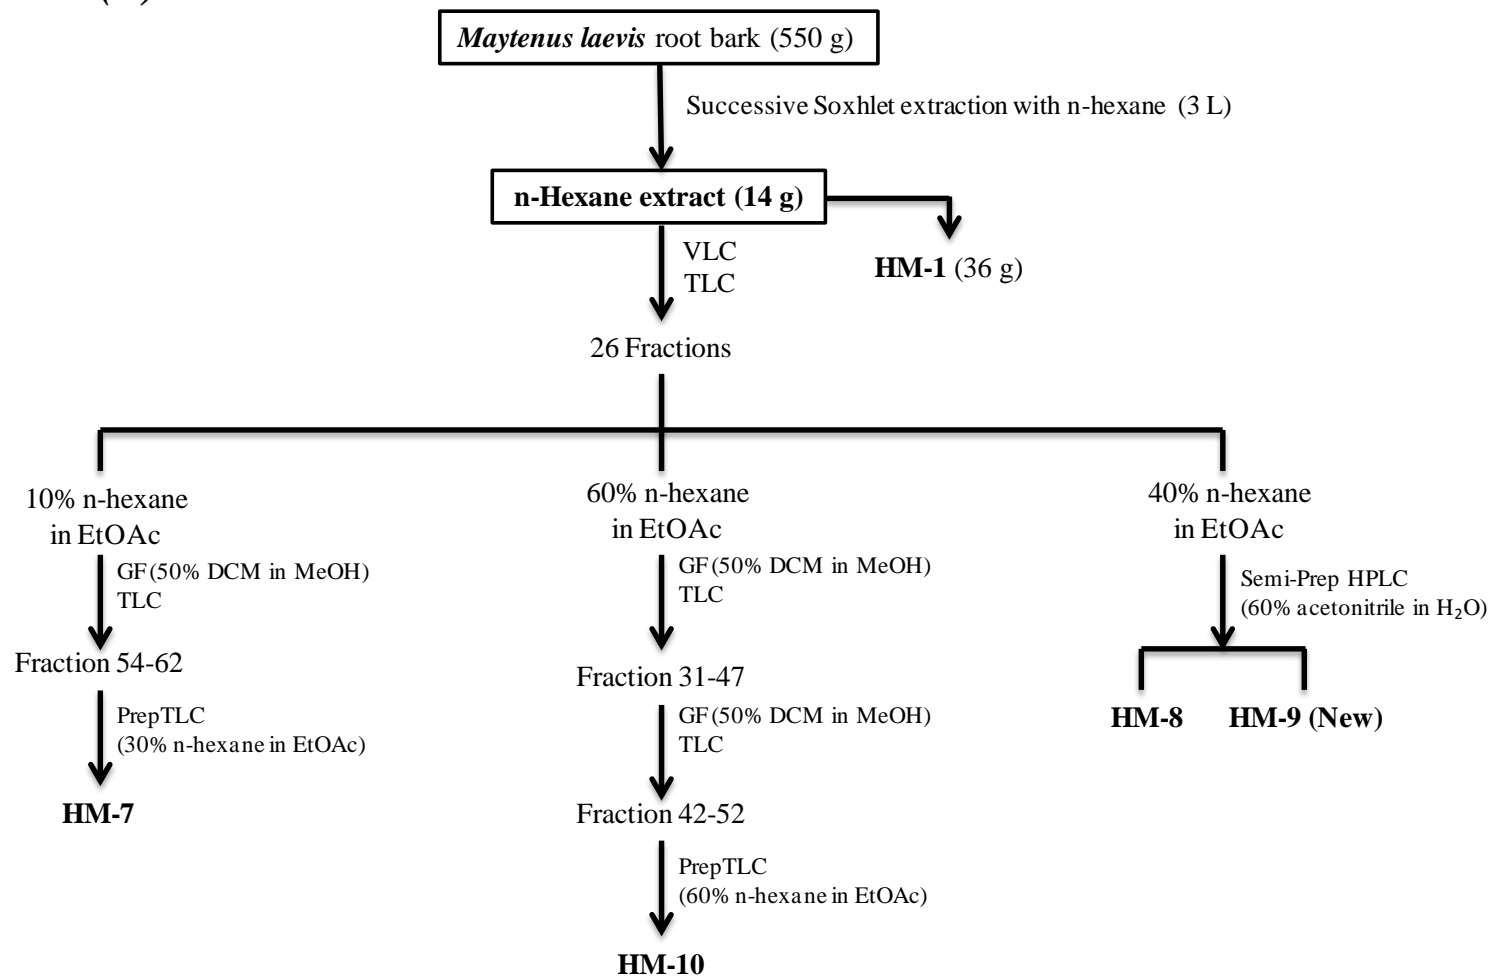 Maytenus laevis root bark (550 g)
Successive Soxhlet extraction with n-hexane (3 L)
n-Hexane extract (14 g)
VLC
TLC
HM-1 (36 g)
26 Fractions
10% n-hexane
in EtOAc
60% n-hexane
in EtOAc
40% n-hexane
in EtOAc
GF (50% DCM in MeOH)
TLC
GF (50% DCM in MeOH)
TLC
Semi-Prep HPLC
(60% acetonitrile in H₂O)
Fraction 54-62
Fraction 31-47
PrepTLC
(30% n-hexane in EtOAc)
GF (50% DCM in MeOH)
TLC
HM-8
HM-9 (New)
HM-7
Fraction 42-52
PrepTLC
(60% n-hexane in EtOAc)
HM-10